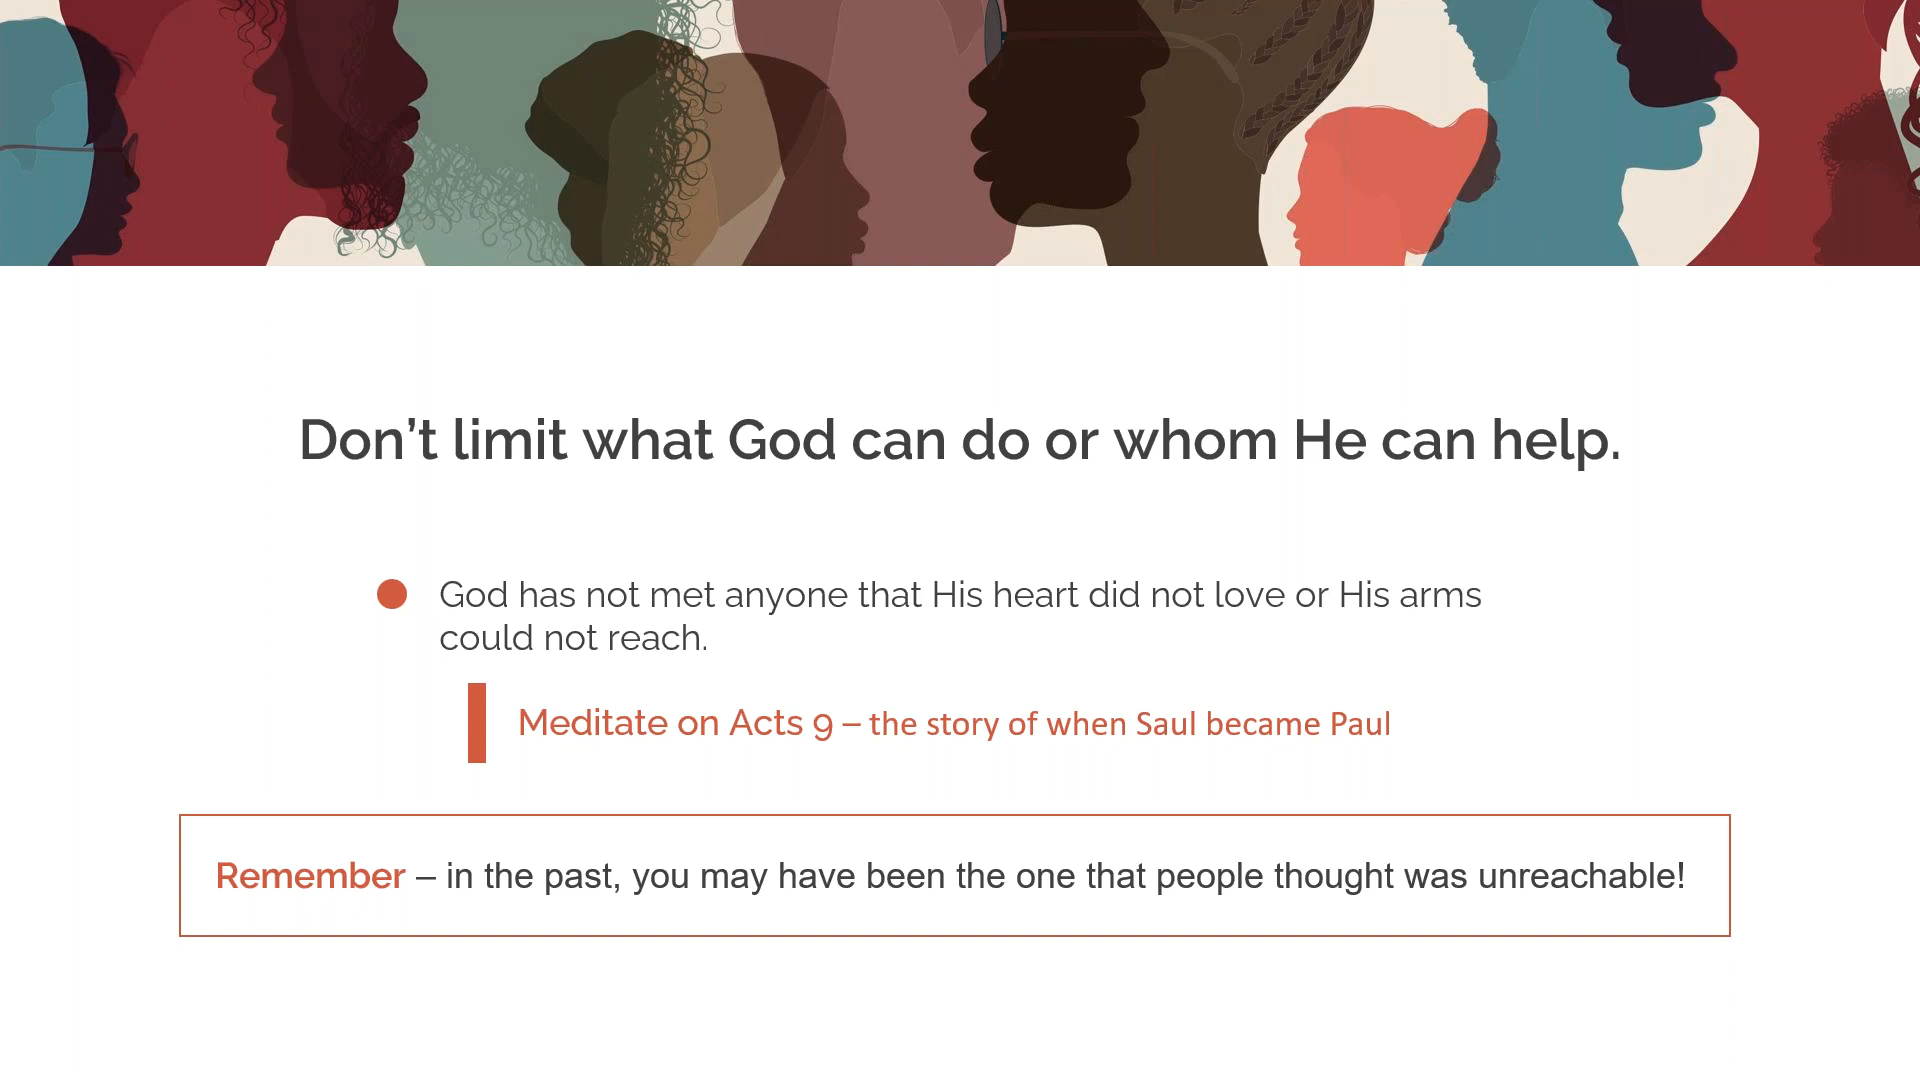 Don’t limit what God can do or whom He can help.
God has not met anyone that His heart did not love or His arms
could not reach.
Meditate on Acts 9 – the story of when Saul became Paul
Remember – in the past, you may have been the one that people thought was unreachable!